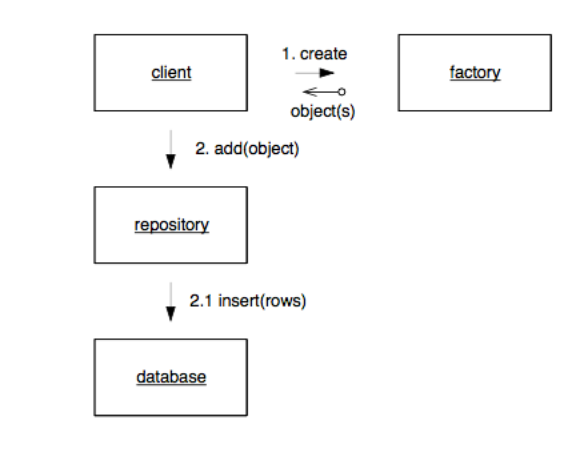 1. create
client
factory
object(s)
2. add(object)
repository
2.1 insert(rows)
database